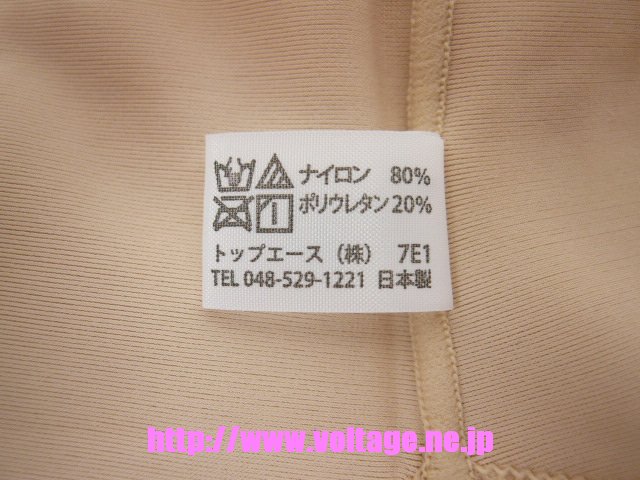 ナイロン 80%
ポリウレタン 20%
トップエース（株） 7E1
TEL 048-529-1221 日本製
http://www.voltage.ne.jp